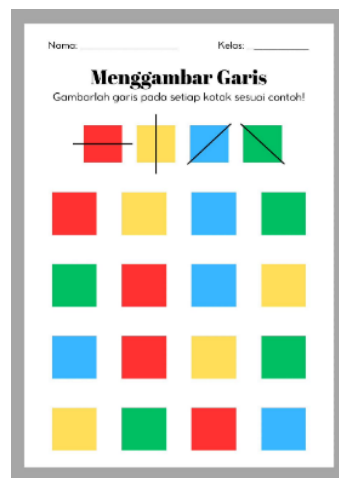 Nama: Kelas:
Menggambar Garis
Gambarlah garis pada setiap kotak sesuai contoh!